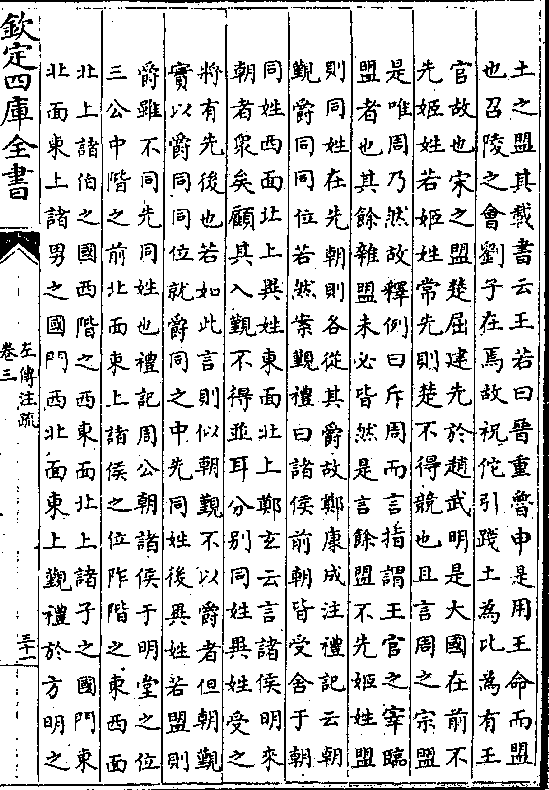 土之盟其載書云王若曰晉重魯申是用王命而盟
也召陵之會劉子在焉故祝佗引踐土為比為有王
官故也宋之盟楚屈建先於趙武明是大國在前不
先姬姓若姬姓常先則楚不得競也且言周之宗盟
是唯周乃然故釋例曰斥周而言指謂王官之宰臨
盟者也其餘雜盟未必皆然是言餘盟不先姬姓盟
則同姓在先朝則各從其爵故鄭康成注禮記云朝
覲爵同同位若然案覲禮曰諸侯前朝皆受舍于朝
同姓西面北上異姓東面北上鄭玄云言諸侯明來
朝者眾矣顧其入覲不得並耳分別同姓異姓受之
將有先後也若如此言則似朝覲不以爵者但朝覲
實以爵同同位就爵同之中先同姓後異姓若盟則
爵雖不同先同姓也禮記周公朝諸侯于明堂之位
三公中階之前北面東上諸侯之位阼階之東西面
北上諸伯之國西階之西東面北上諸子之國門東
北面東上諸男之國門西北面東上覲禮於方明之
欽定四庫全書
左傳注疏
卷三
三十一